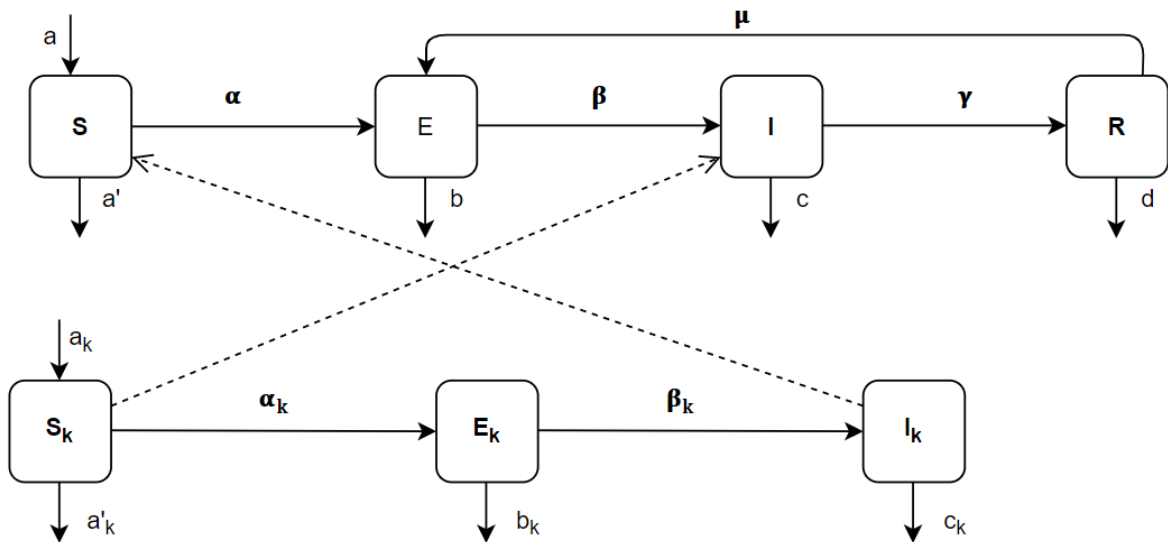 μ
a
α
β
γ
S
E
I
R
a'
b
c
d
a_k
α_k
β_k
S_k
E_k
I_k
a'_k
b_k
c_k